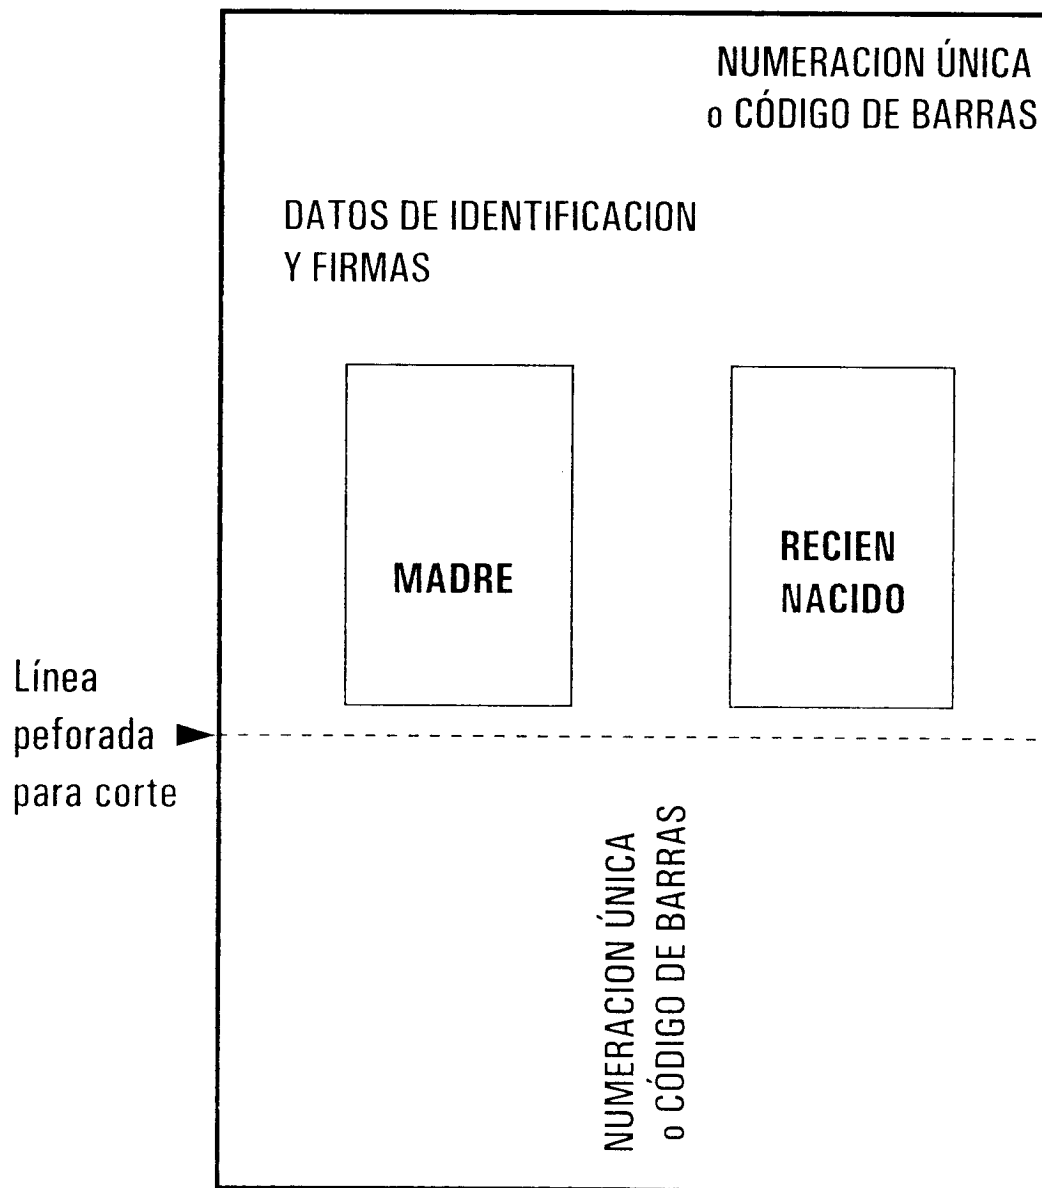 NUMERACION ÚNICA
o CÓDIGO DE BARRAS
DATOS DE IDENTIFICACION
Y FIRMAS
MADRE
RECIEN
NACIDO
Línea
peforada
para corte
NUMERACION ÚNICA
o CÓDIGO DE BARRAS